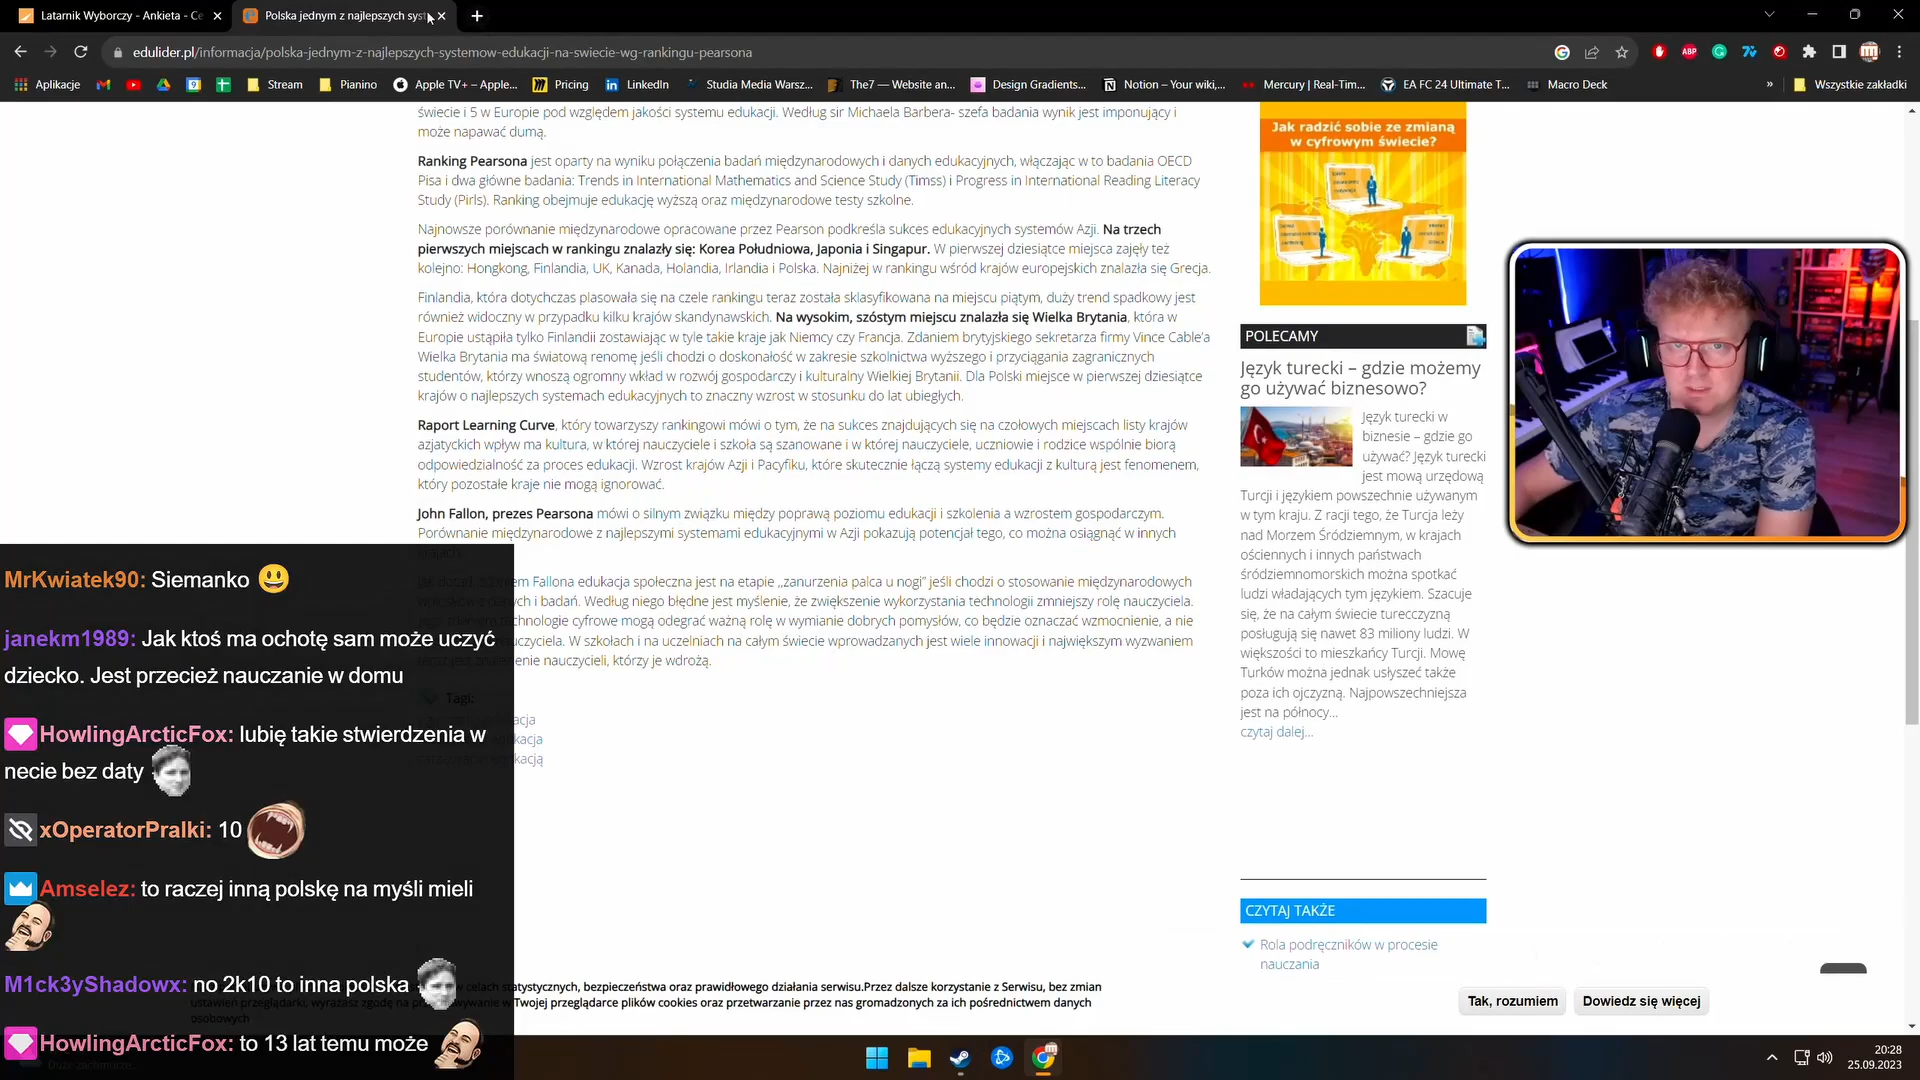 Latarnik Wyborczy - Ankieta - Ce
Polska jednym z najlepszych syst
edulider.pl/informacja/polska-jednym-z-najlepszych-systemow-edukacji-na-swiecie-wg-rankingu-pearsona
Aplikacje
Stream
Pianino
Apple TV+ – Apple...
Pricing
LinkedIn
Studia Media Warsz...
The7 — Website an...
Design Gradients...
Notion – Your wiki,...
Mercury | Real-Tim...
EA FC 24 Ultimate T...
Macro Deck
»
Wszystkie zakładki
świecie i 5 w Europie pod względem jakości systemu edukacji. Według sir Michaela Barbera- szefa badania wynik jest imponujący i
może napawać dumą.
Ranking Pearsona jest oparty na wyniku połączenia badań międzynarodowych i danych edukacyjnych, włączając w to badania OECD
Pisa i dwa główne badania: Trends in International Mathematics and Science Study (Timss) i Progress in International Reading Literacy
Study (Pirls). Ranking obejmuje edukację wyższą oraz międzynarodowe testy szkolne.
Najnowsze porównanie międzynarodowe opracowane przez Pearson podkreśla sukces edukacyjnych systemów Azji. Na trzech
pierwszych miejscach w rankingu znalazły się: Korea Południowa, Japonia i Singapur. W pierwszej dziesiątce miejsca zajęły też
kolejno: Hongkong, Finlandia, UK, Kanada, Holandia, Irlandia i Polska. Najniżej w rankingu wśród krajów europejskich znalazła się Grecja.
Finlandia, która dotychczas plasowała się na czele rankingu teraz została sklasyfikowana na miejscu piątym, duży trend spadkowy jest
również widoczny w przypadku kilku krajów skandynawskich. Na wysokim, szóstym miejscu znalazła się Wielka Brytania, która w
Europie ustąpiła tylko Finlandii zostawiając w tyle takie kraje jak Niemcy czy Francja. Zdaniem brytyjskiego sekretarza firmy Vince Cable'a
Wielka Brytania ma światową renomę jeśli chodzi o doskonałość w zakresie szkolnictwa wyższego i przyciągania zagranicznych
studentów, którzy wnoszą ogromny wkład w rozwój gospodarczy i kulturalny Wielkiej Brytanii. Dla Polski miejsce w pierwszej dziesiątce
krajów o najlepszych systemach edukacyjnych to znaczny wzrost w stosunku do lat ubiegłych.
Raport Learning Curve, który towarzyszy rankingowi mówi o tym, że na sukces znajdujących się na czołowych miejscach listy krajów
azjatyckich wpływ ma kultura, w której nauczyciele i szkoła są szanowane i w której nauczyciele, uczniowie i rodzice wspólnie biorą
odpowiedzialność za proces edukacji. Wzrost krajów Azji i Pacyfiku, które skutecznie łączą systemy edukacji z kulturą jest fenomenem,
który pozostałe kraje nie mogą ignorować.
John Fallon, prezes Pearsona mówi o silnym związku między poprawą poziomu edukacji i szkolenia a wzrostem gospodarczym.
Porównanie międzynarodowe z najlepszymi systemami edukacyjnymi w Azji pokazują potencjał tego, co można osiągnąć w innych
krajach.
Fallona edukacja społeczna jest na etapie „zanurzenia palca u nogi" jeśli chodzi o stosowanie międzynarodowych
i badań. Według niego błędne jest myślenie, że zwiększenie wykorzystania technologii zmniejszy rolę nauczyciela.
technologie cyfrowe mogą odegrać ważną rolę w wymianie dobrych pomysłów, co będzie oznaczać wzmocnienie, a nie
nauczyciela. W szkołach i na uczelniach na całym świecie wprowadzanych jest wiele innowacji i największym wyzwaniem
nauczycieli, którzy je wdrożą.
Tagi:
Jak radzić sobie ze zmianą
w cyfrowym świecie?
POLECAMY
Język turecki – gdzie możemy
go używać biznesowo?
Język turecki w
biznesie – gdzie go
używać? Język turecki
jest mową urzędową
Turcji i językiem powszechnie używanym
w tym kraju. Z racji tego, że Turcja leży
nad Morzem Śródziemnym, w krajach
ościennych i innych państwach
śródziemnomorskich można spotkać
ludzi władających tym językiem. Szacuje
się, że na całym świecie turecczyzną
posługują się nawet 83 miliony ludzi. W
większości to mieszkańcy Turcji. Mowę
Turków można jednak usłyszeć także
poza ich ojczyzną. Najpowszechniejsza
jest na północy...
czytaj dalej...
CZYTAJ TAKŻE
Rola podręczników w procesie
nauczania
MrKwiatek90: Siemanko
janekm1989: Jak ktoś ma ochotę sam może uczyć
dziecko. Jest przecież nauczanie w domu
HowlingArcticFox: lubię takie stwierdzenia w
necie bez daty
xOperatorPralki: 10
Amselez: to raczej inną polskę na myśli mieli
M1ck3yShadowx: no 2k10 to inna polska
HowlingArcticFox: to 13 lat temu może
w celach statystycznych, bezpieczeństwa oraz prawidłowego działania serwisu.Przez dalsze korzystanie z Serwisu, bez zmian
ustawień przeglądarki, wyrażasz zgodę na w Twojej przeglądarce plików cookies oraz przetwarzanie przez nas gromadzonych za ich pośrednictwem danych
osobowych
Tak, rozumiem
Dowiedz się więcej
20:28
25.09.2023